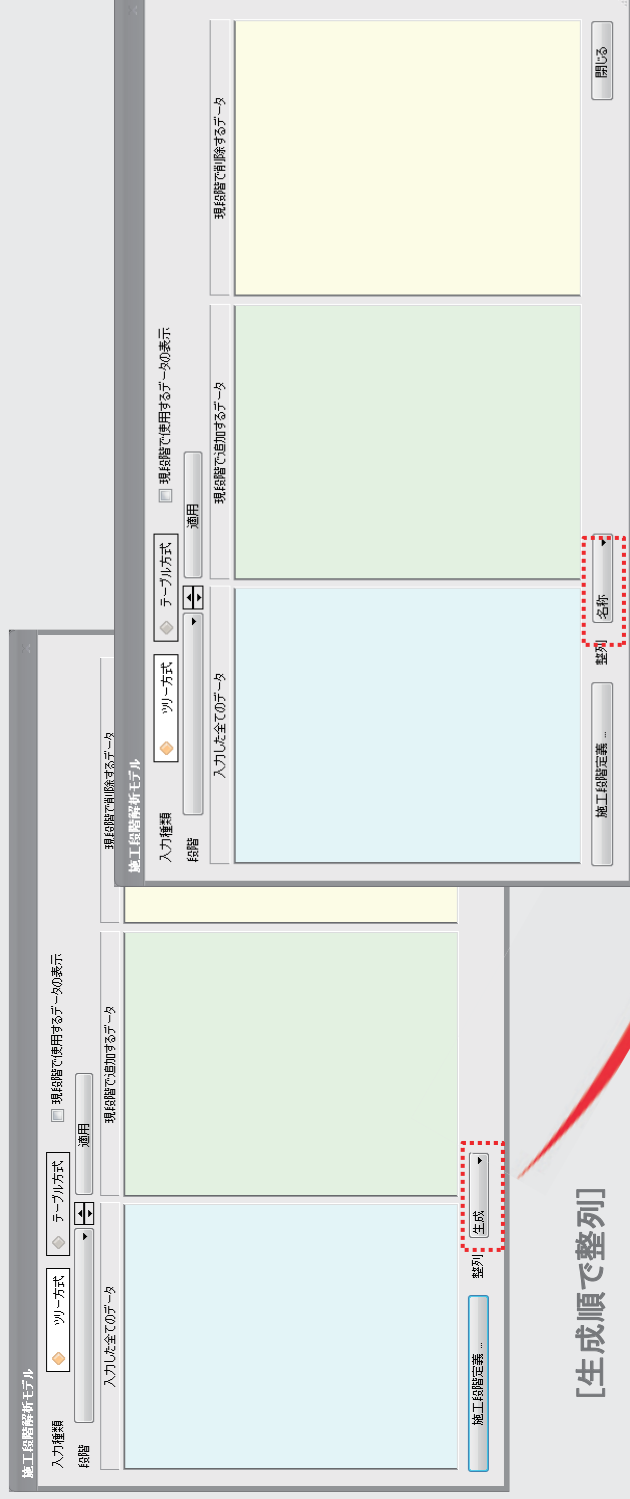 施工段階解析モデル
入力種類 ツリー方式 テーブル方式 現段階で使用するデータの表示
段階 適用
入力した全てのデータ 現段階で追加するデータ 現段階で削除するデータ
施工段階定義 ... 整列 生成
[生成順で整列]
施工段階解析モデル
入力種類 ツリー方式 テーブル方式 現段階で使用するデータの表示
段階 適用
入力した全てのデータ 現段階で追加するデータ 現段階で削除するデータ
施工段階定義 ... 整列 名称 閉じる